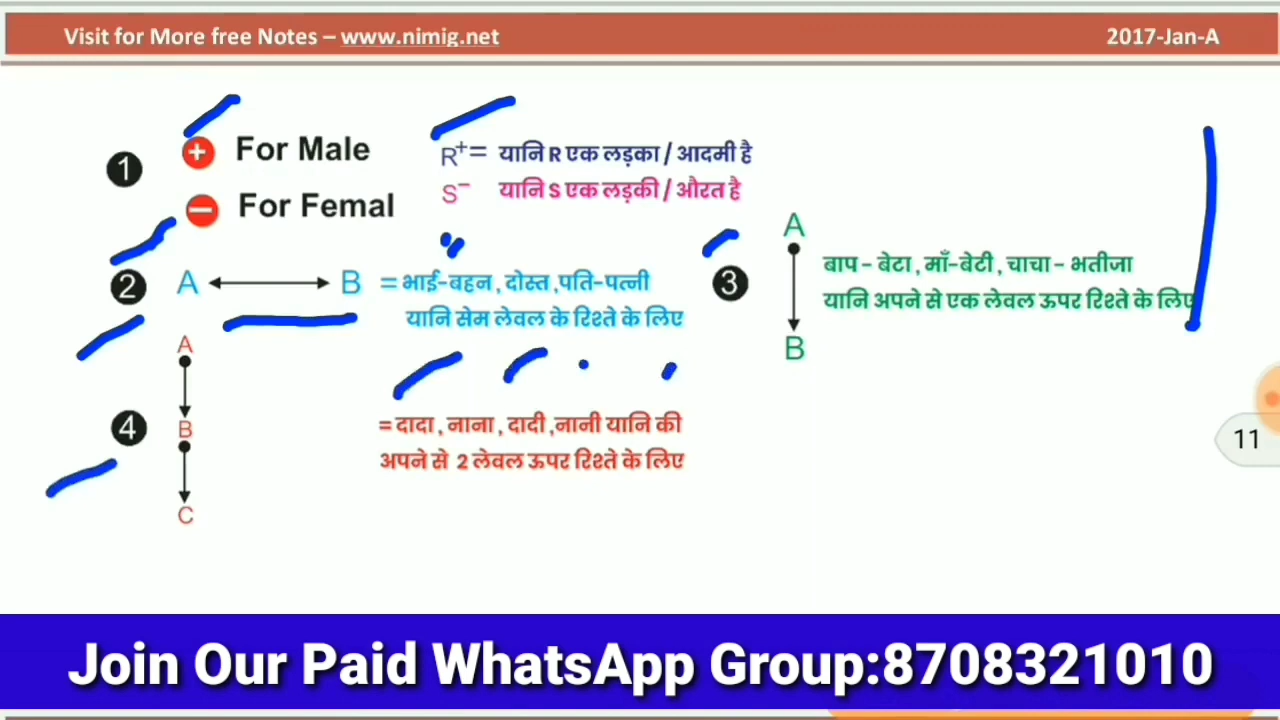 Visit for More free Notes – www.nimig.net
2017-Jan-A
1
+ For Male
R⁺ = यानि R एक लड़का / आदमी है
− For Femal
S⁻ यानि S एक लड़की / औरत है
2
A B = भाई-बहन , दोस्त ,पति-पत्नी
यानि सेम लेवल के रिश्ते के लिए
3
A
बाप - बेटा , माँ-बेटी , चाचा - भतीजा
यानि अपने से एक लेवल ऊपर रिश्ते के लिए
B
4
A
B
C
= दादा , नाना , दादी ,नानी यानि की
अपने से 2 लेवल ऊपर रिश्ते के लिए
11
Join Our Paid WhatsApp Group:8708321010